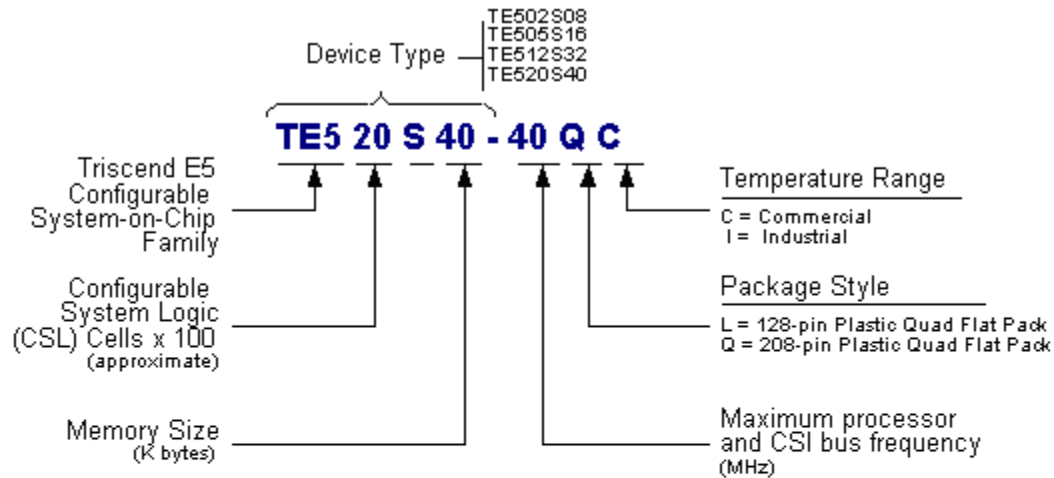 Device Type
TE502S08
TE505S16
TE512S32
TE520S40
TE5 20 S 40 - 40 Q C
Triscend E5
Configurable
System-on-Chip
Family
Configurable
System Logic
(CSL) Cells x 100
(approximate)
Memory Size
(K bytes)
Temperature Range
C = Commercial
I = Industrial
Package Style
L = 128-pin Plastic Quad Flat Pack
Q = 208-pin Plastic Quad Flat Pack
Maximum processor
and CSI bus frequency
(MHz)